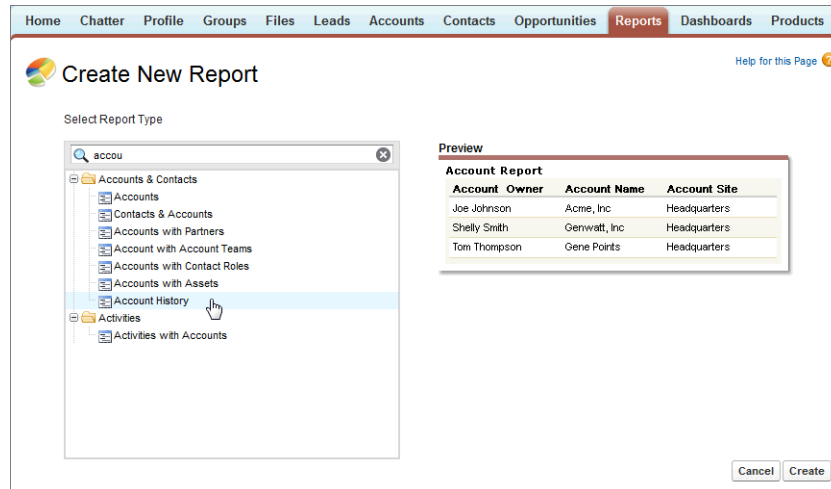 Home Chatter Profile Groups Files Leads Accounts Contacts Opportunities Reports Dashboards Products
Help for this Page ?
Create New Report
Select Report Type
accou
Accounts & Contacts
Accounts
Contacts & Accounts
Accounts with Partners
Account with Account Teams
Accounts with Contact Roles
Accounts with Assets
Account History
Activities
Activities with Accounts
Preview
Account Report
Account Owner Account Name Account Site
Joe Johnson Acme, Inc Headquarters
Shelly Smith Genwatt, Inc Headquarters
Tom Thompson Gene Points Headquarters
Cancel Create